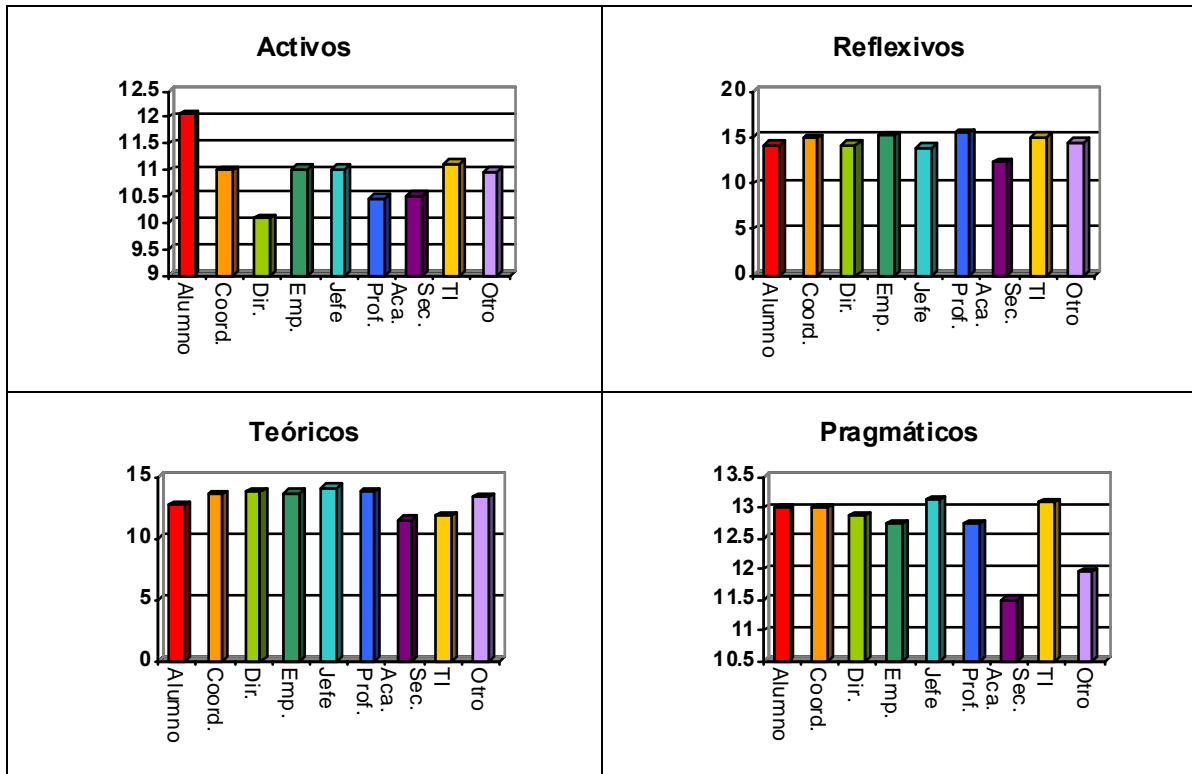 Activos
12.5
12
11.5
11
10.5
10
9.5
9
Alumno
Coord.
Dir.
Emp.
Jefe
Prof.
Aca.
Sec.
TI
Otro
Reflexivos
20
15
10
5
0
Alumno
Coord.
Dir.
Emp.
Jefe
Prof.
Aca.
Sec.
TI
Otro
Teóricos
15
10
5
0
Alumno
Coord.
Dir.
Emp.
Jefe
Prof.
Aca.
Sec.
TI
Otro
Pragmáticos
13.5
13
12.5
12
11.5
11
10.5
Alumno
Coord.
Dir.
Emp.
Jefe
Prof.
Aca.
Sec.
TI
Otro